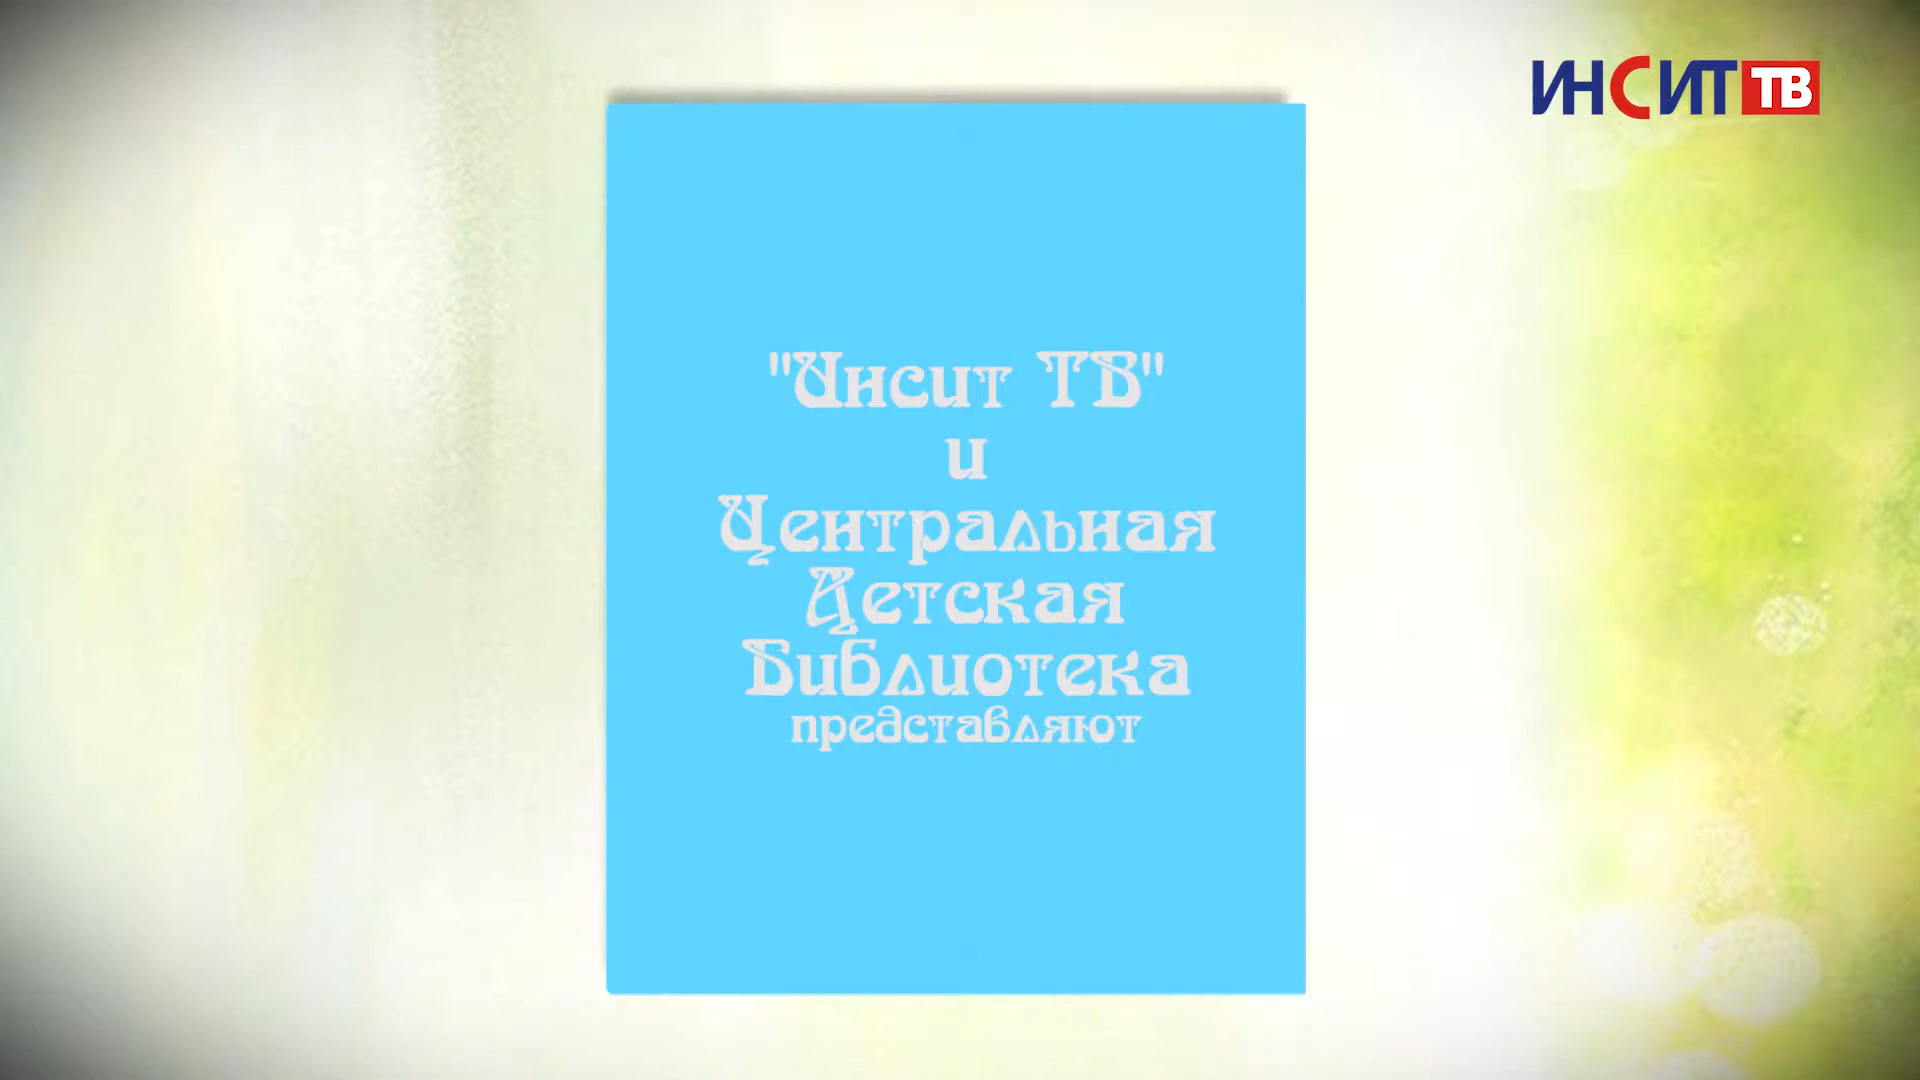 ИНСИТ ТВ
"Инсит ТВ"
и
Центральная
Детская
Библиотека
представляют